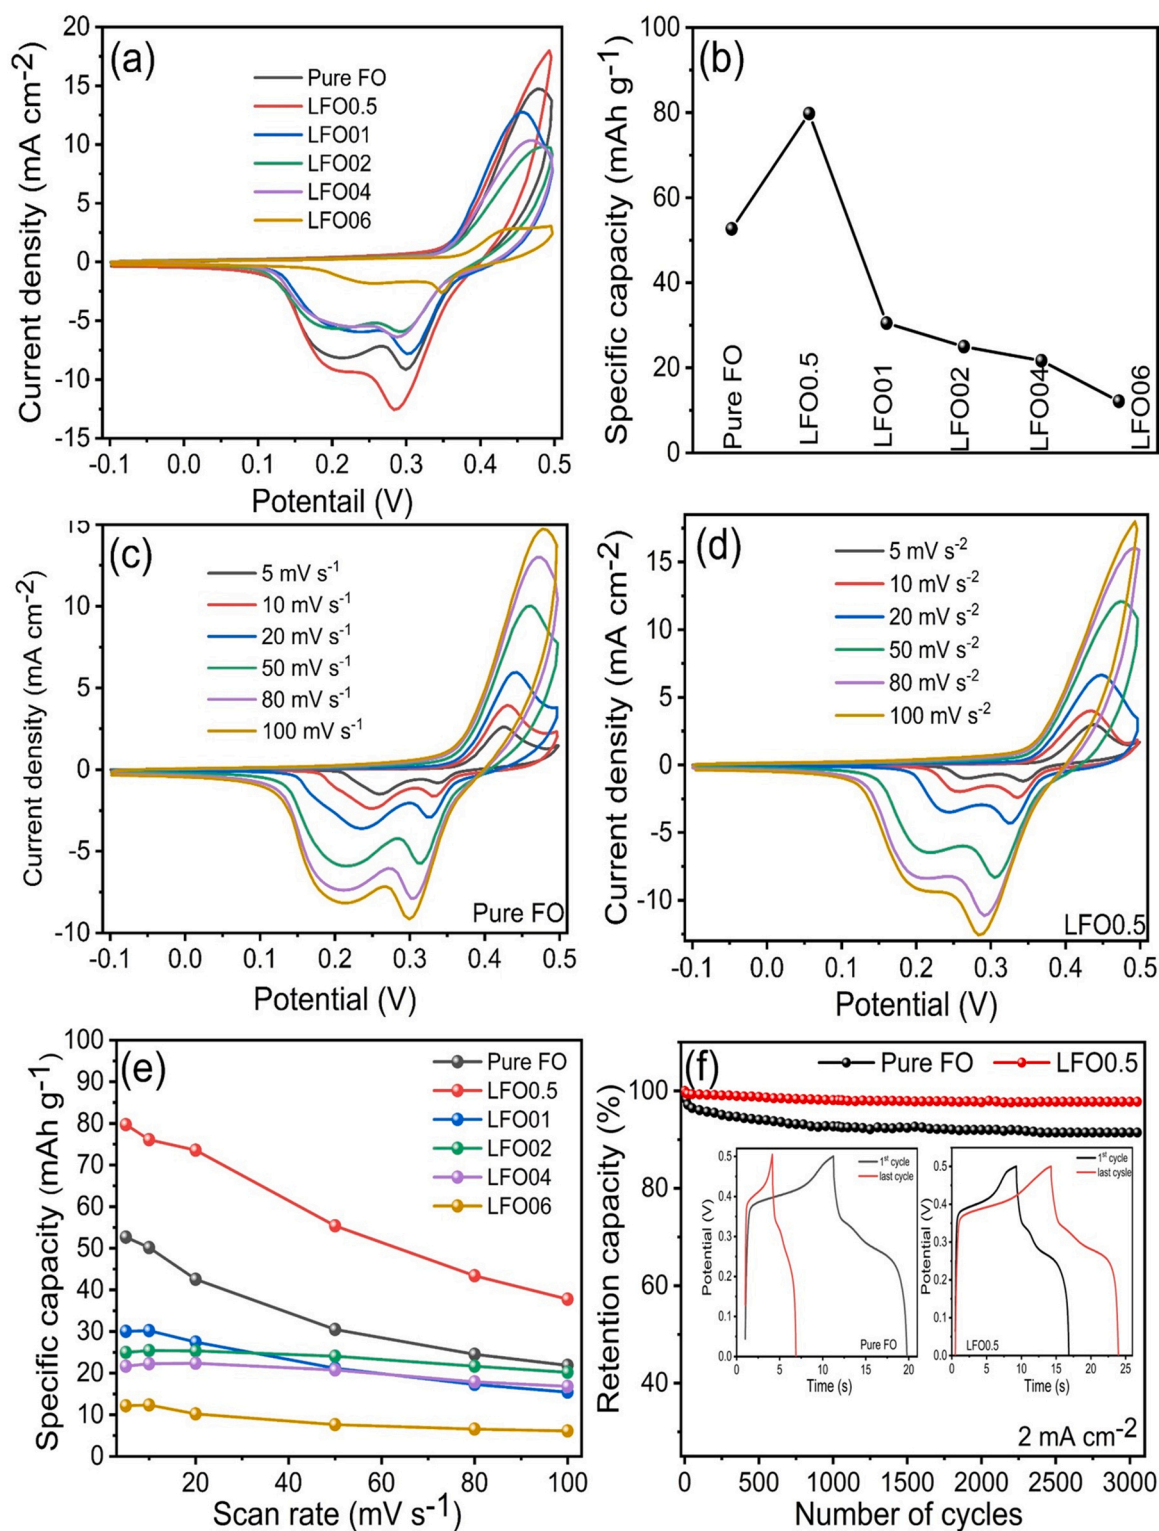 (a)
Current density (mA cm-2)
20
15
10
5
0
-5
-10
-15
Pure FO
LFO0.5
LFO01
LFO02
LFO04
LFO06
-0.1 0.0 0.1 0.2 0.3 0.4 0.5
Potentail (V)
(b)
Specific capacity (mAh g-1)
100
80
60
40
20
0
Pure FO
LFO0.5
LFO01
LFO02
LFO04
LFO06
(c)
Current density (mA cm-2)
15
10
5
0
-5
-10
5 mV s-1
10 mV s-1
20 mV s-1
50 mV s-1
80 mV s-1
100 mV s-1
Pure FO
-0.1 0.0 0.1 0.2 0.3 0.4 0.5
Potential (V)
(d)
Current density (mA cm-2)
15
10
5
0
-5
-10
5 mV s-2
10 mV s-2
20 mV s-2
50 mV s-2
80 mV s-2
100 mV s-2
LFO0.5
-0.1 0.0 0.1 0.2 0.3 0.4 0.5
Potential (V)
(e)
Specific capacity (mAh g-1)
100
90
80
70
60
50
40
30
20
10
0
Pure FO
LFO0.5
LFO01
LFO02
LFO04
LFO06
0 20 40 60 80 100
Scan rate (mV s-1)
(f)
Retention capacity (%)
100
80
60
40
Pure FO LFO0.5
Potential (V)
0.5
0.4
0.3
0.2
0.1
0.0
1st cycle
last cycle
Pure FO
0 5 10 15 20
Time (s)
Potential (V)
0.5
0.4
0.3
0.2
0.1
0.0
1st cycle
last cysle
LFO0.5
0 5 10 15 20 25
Time (s)
2 mA cm-2
0 500 1000 1500 2000 2500 3000
Number of cycles